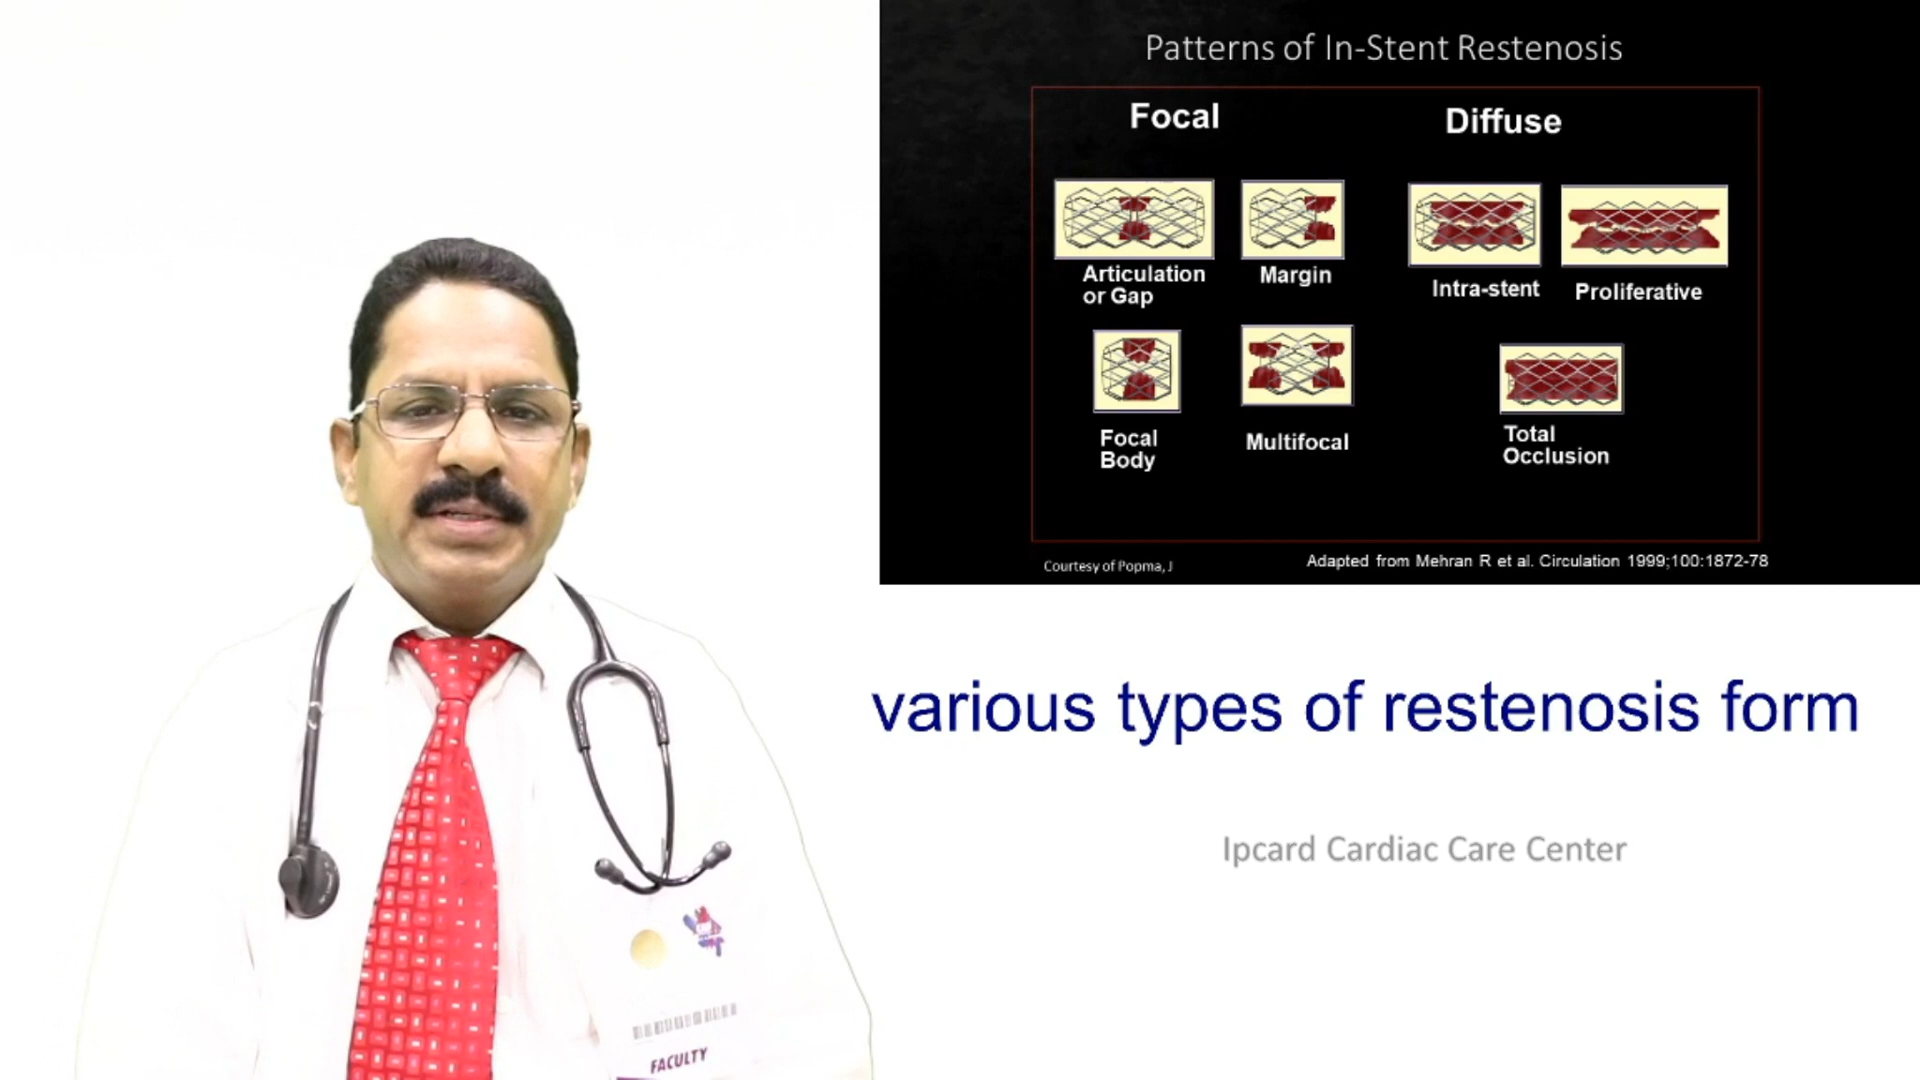 Patterns of In-Stent Restenosis
Focal
Diffuse
Articulation
or Gap
Margin
Intra-stent
Proliferative
Focal
Body
Multifocal
Total
Occlusion
Courtesy of Popma, J
Adapted from Mehran R et al. Circulation 1999;100:1872-78
various types of restenosis form
Ipcard Cardiac Care Center
FACULTY